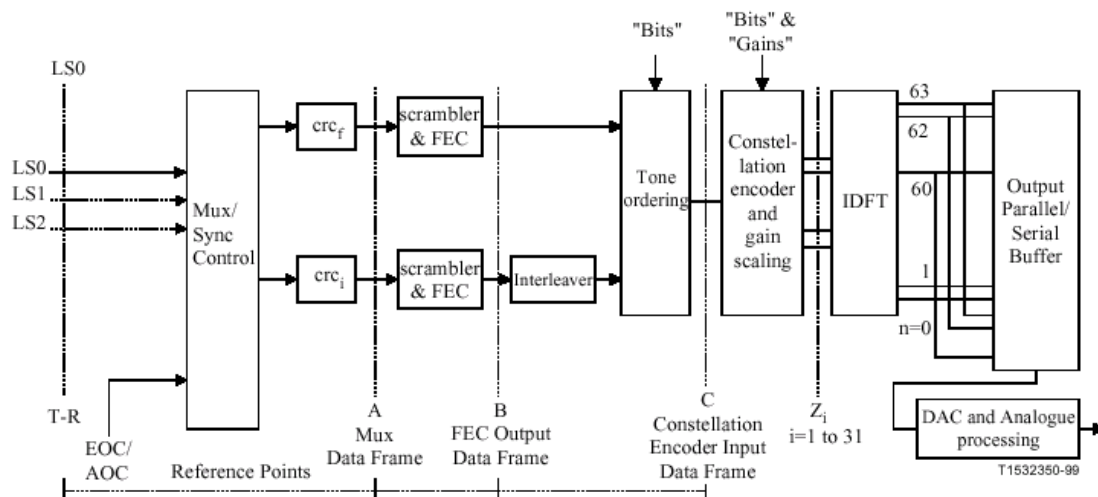 "Bits"
"Bits" &
"Gains"
LS0
LS0
LS1
LS2
Mux/
Sync
Control
crc_f
scrambler
& FEC
crc_i
scrambler
& FEC
Interleaver
Tone
ordering
Constel-
lation
encoder
and
gain
scaling
IDFT
63
62
60
1
n=0
Output
Parallel/
Serial
Buffer
T-R
EOC/
AOC
A
Mux
Data Frame
B
FEC Output
Data Frame
C
Constellation
Encoder Input
Data Frame
Z_i
i=1 to 31
DAC and Analogue
processing
Reference Points
T1532350-99